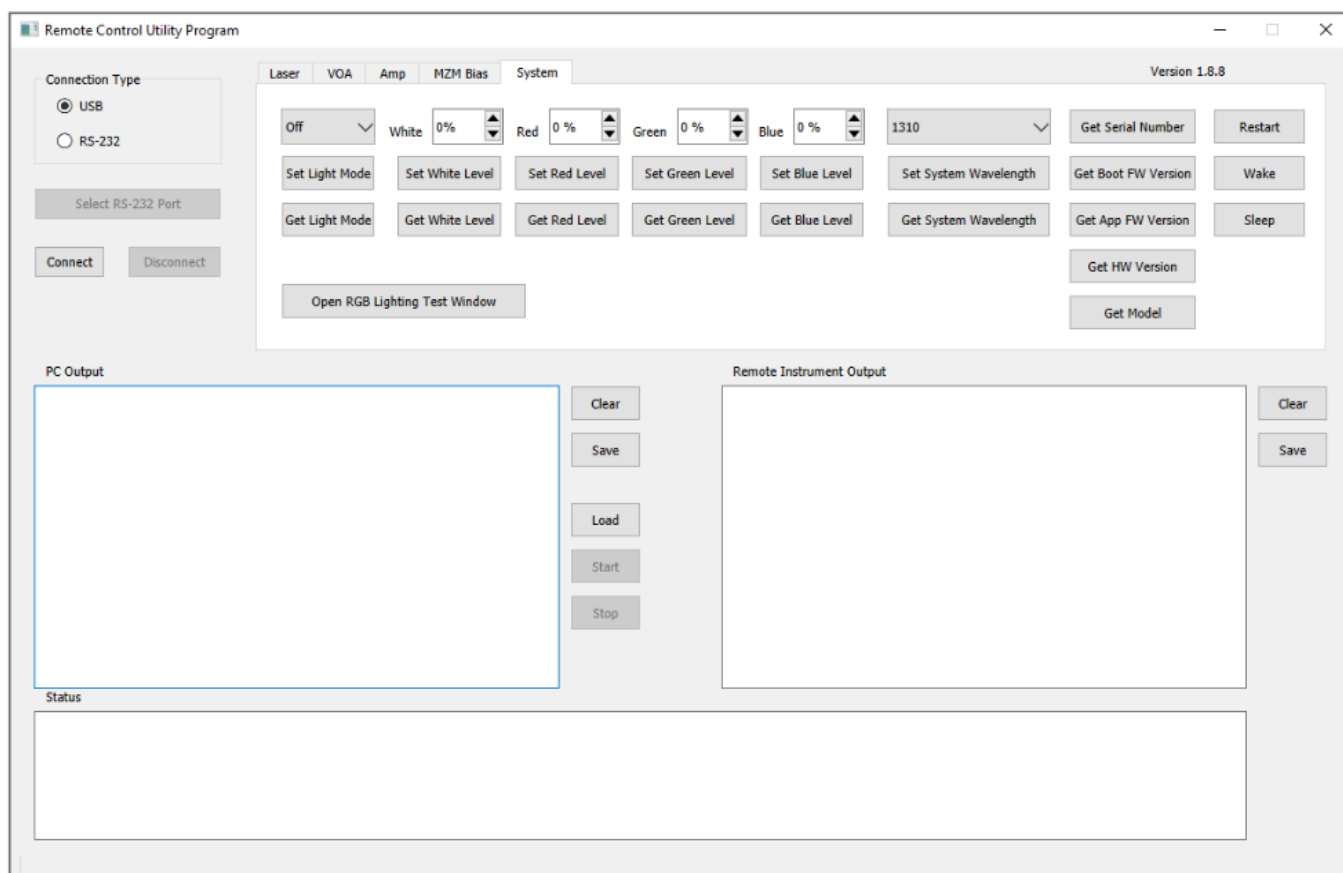 Remote Control Utility Program
Connection Type
USB
RS-232
Select RS-232 Port
Connect
Disconnect
Laser
VOA
Amp
MZM Bias
System
Version 1.8.8
Off
White
0%
Red
0 %
Green
0 %
Blue
0 %
1310
Get Serial Number
Restart
Set Light Mode
Set White Level
Set Red Level
Set Green Level
Set Blue Level
Set System Wavelength
Get Boot FW Version
Wake
Get Light Mode
Get White Level
Get Red Level
Get Green Level
Get Blue Level
Get System Wavelength
Get App FW Version
Sleep
Get HW Version
Open RGB Lighting Test Window
Get Model
PC Output
Clear
Save
Load
Start
Stop
Remote Instrument Output
Clear
Save
Status